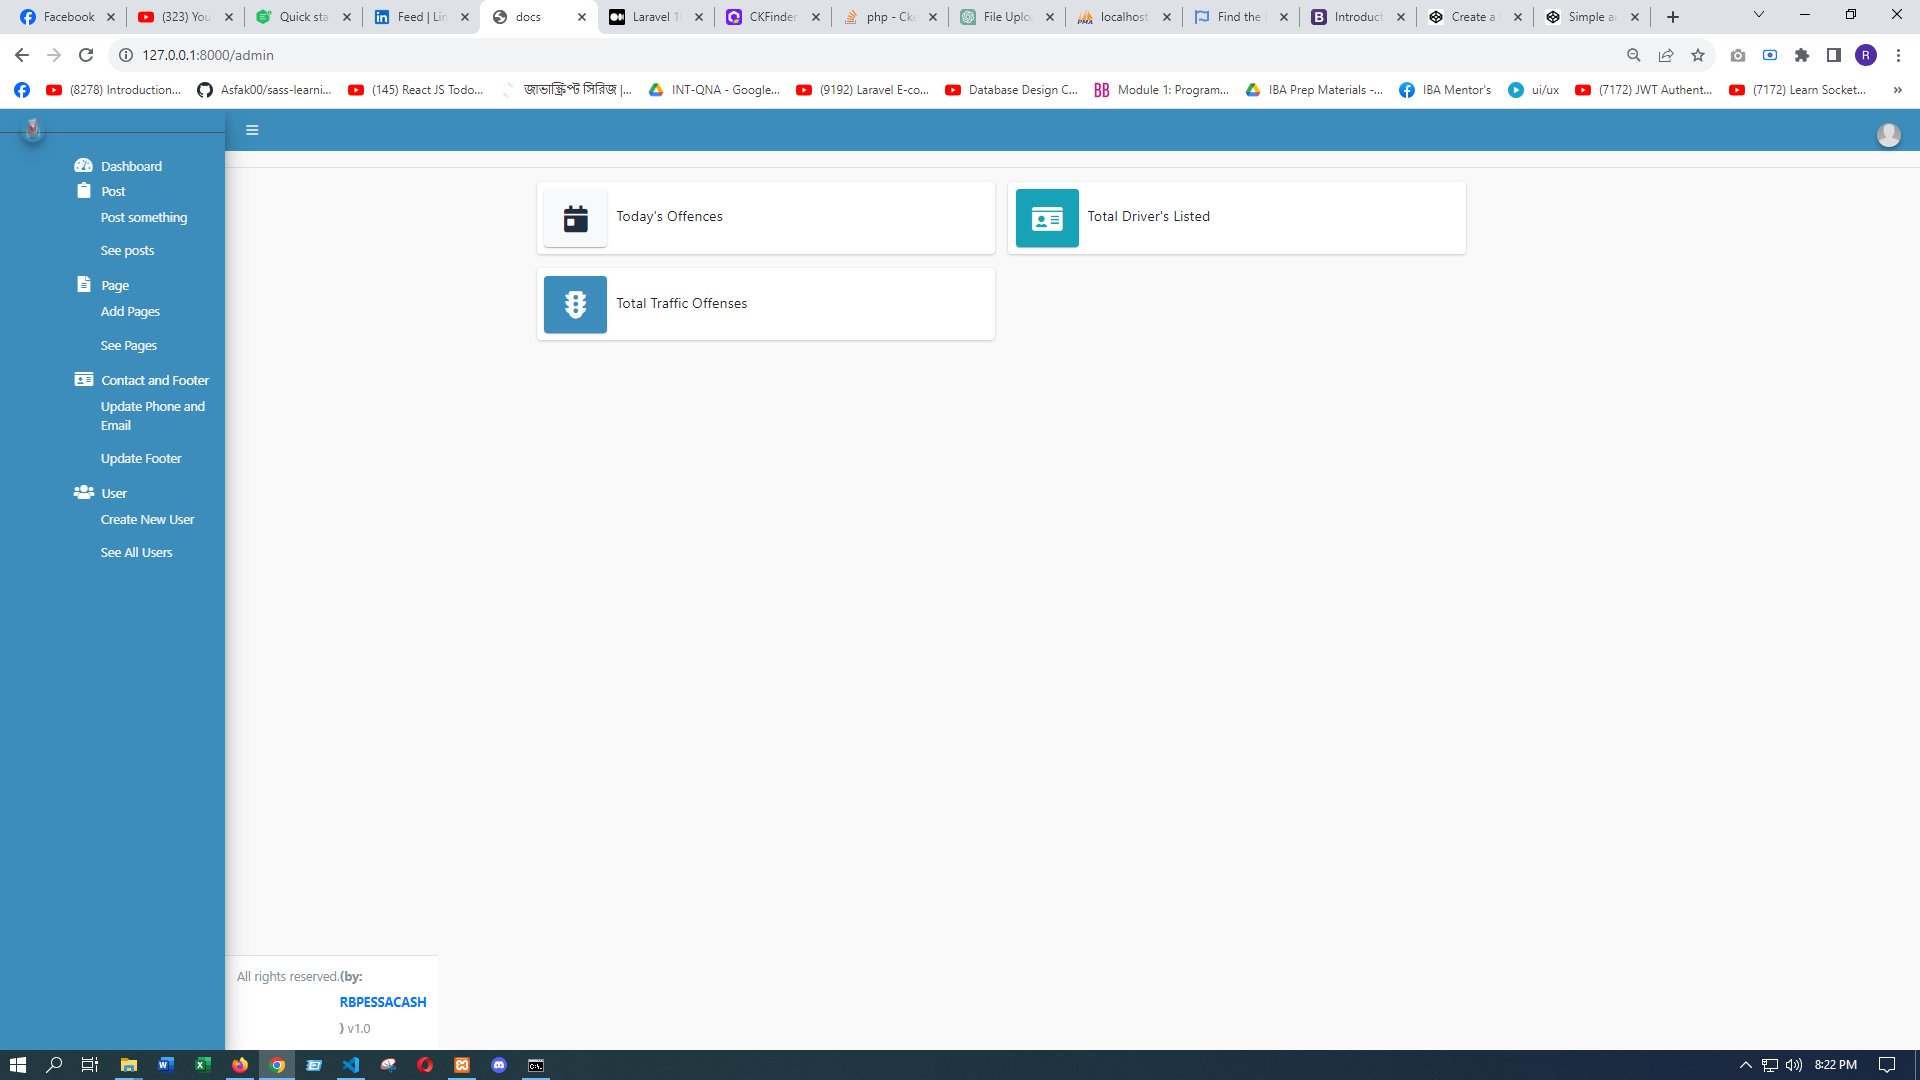 Facebook
(323) You
Quick sta
Feed | Lin
docs
Laravel 1
CKFinder
php - Cke
File Uplo
localhost
Find the
Introduct
Create a
Simple an
127.0.0.1:8000/admin
R
(8278) Introduction...
Asfak00/sass-learni...
(145) React JS Todo...
জাভাস্ক্রিপ্ট সিরিজ |...
INT-QNA - Google...
(9192) Laravel E-co...
Database Design C...
BB Module 1: Program...
IBA Prep Materials -...
IBA Mentor's
ui/ux
(7172) JWT Authent...
(7172) Learn Socket...
»
Dashboard
Post
Post something
See posts
Page
Add Pages
See Pages
Contact and Footer
Update Phone and
Email
Update Footer
User
Create New User
See All Users
Today's Offences
Total Driver's Listed
Total Traffic Offenses
All rights reserved.(by:
RBPESSACASH
) v1.0
8:22 PM